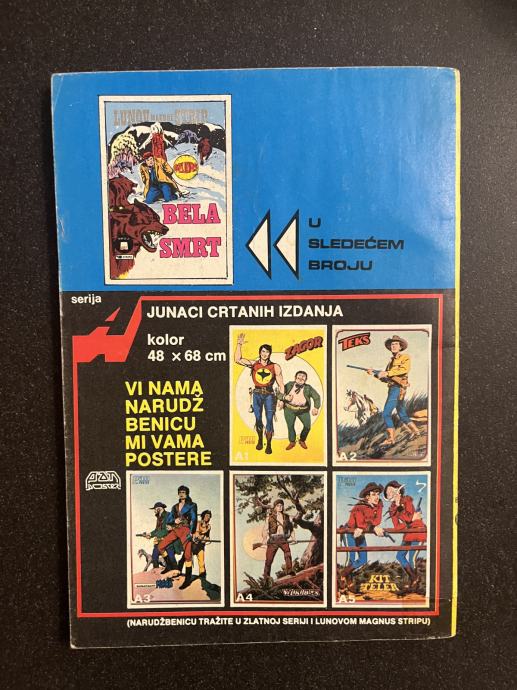 LUNOV MAGNUS STRIP
BELA
SMRT
U
SLEDEĆEM
BROJU
serija
A
JUNACI CRTANIH IZDANJA
kolor
48 × 68 cm
VI NAMA
NARUDŽ
BENICU
MI VAMA
POSTERE
ZAGOR
A1
TEKS
A2
A3
A4
KIT
TELER
A5
(NARUDŽBENICU TRAŽITE U ZLATNOJ SERIJI I LUNOVOM MAGNUS STRIPU)